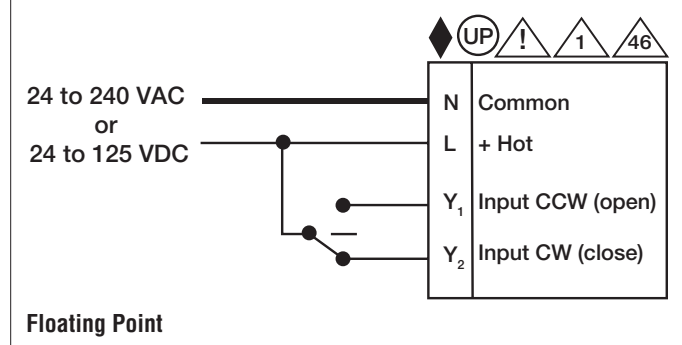 UP ! 1 46
24 to 240 VAC
or
24 to 125 VDC
N Common
L + Hot
Y1 Input CCW (open)
Y2 Input CW (close)
Floating Point